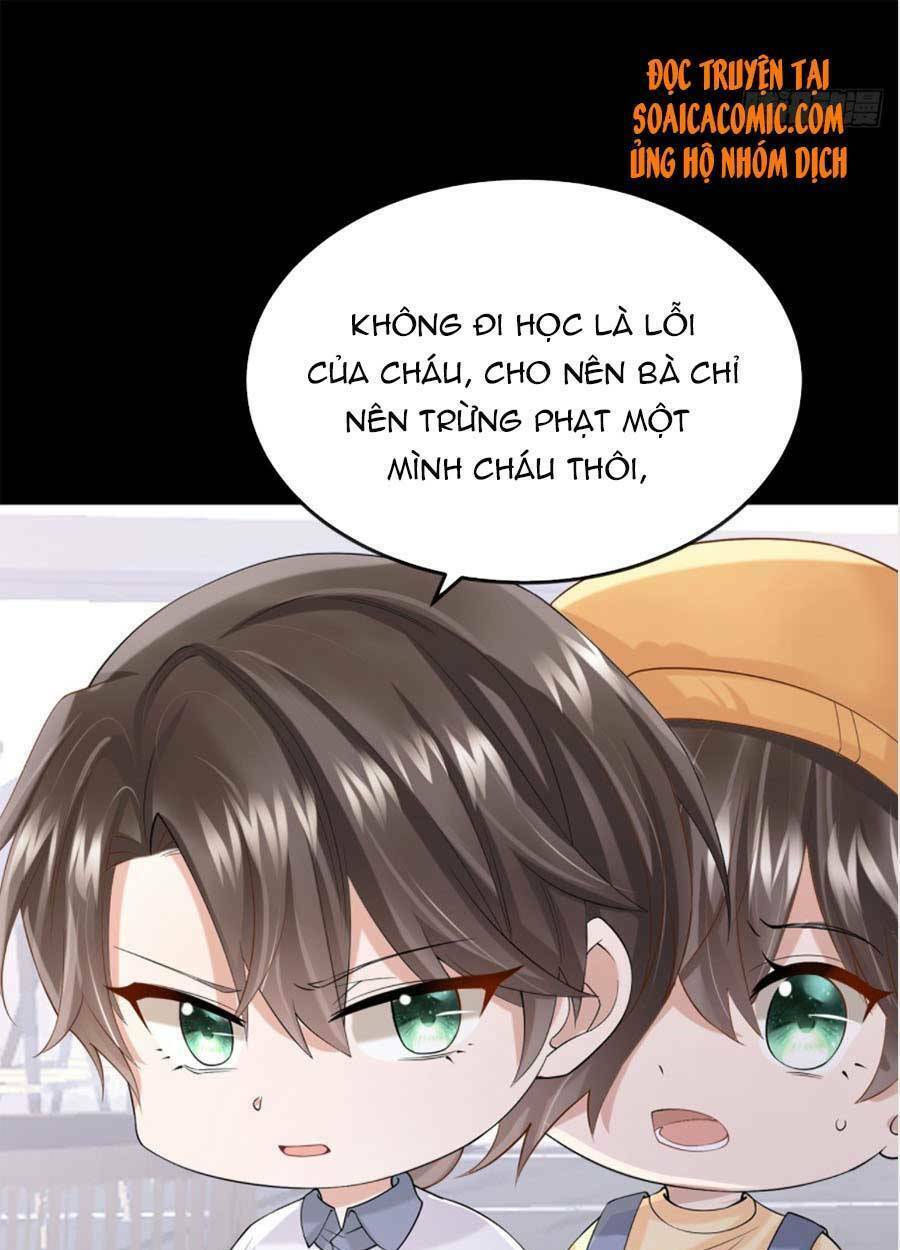 ĐỌC TRUYỆN TẠI
SOAICACOMIC.COM
ỦNG HỘ NHÓM DỊCH
KHÔNG ĐI HỌC LÀ LỖI
CỦA CHÁU, CHO NÊN BÀ CHỈ
NÊN TRỪNG PHẠT MỘT
MÌNH CHÁU THÔI,